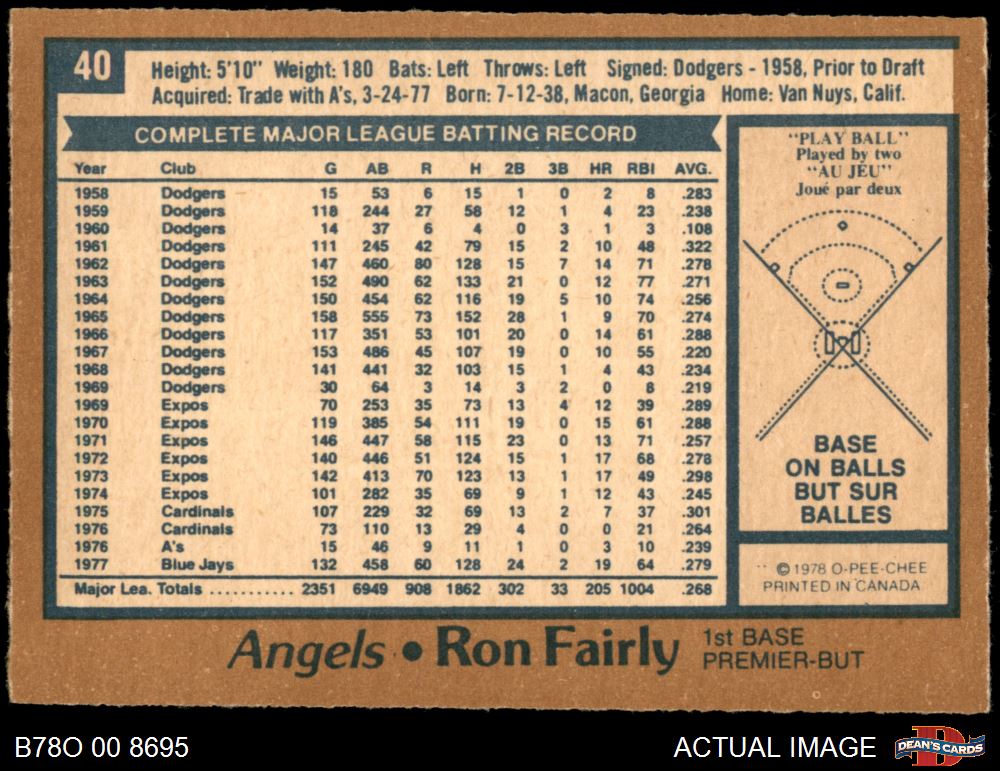 40
Height: 5'10" Weight: 180 Bats: Left Throws: Left Signed: Dodgers - 1958, Prior to Draft
Acquired: Trade with A's, 3-24-77 Born: 7-12-38, Macon, Georgia Home: Van Nuys, Calif.
COMPLETE MAJOR LEAGUE BATTING RECORD
Year Club G AB R H 2B 3B HR RBI AVG.
1958 Dodgers 15 53 6 15 1 0 2 8 .283
1959 Dodgers 118 244 27 58 12 1 4 23 .238
1960 Dodgers 14 37 6 4 0 3 1 3 .108
1961 Dodgers 111 245 42 79 15 2 10 48 .322
1962 Dodgers 147 460 80 128 15 7 14 71 .278
1963 Dodgers 152 490 62 133 21 0 12 77 .271
1964 Dodgers 150 454 62 116 19 5 10 74 .256
1965 Dodgers 158 555 73 152 28 1 9 70 .274
1966 Dodgers 117 351 53 101 20 0 14 61 .288
1967 Dodgers 153 486 45 107 19 0 10 55 .220
1968 Dodgers 141 441 32 103 15 1 4 43 .234
1969 Dodgers 30 64 3 14 3 2 0 8 .219
1969 Expos 70 253 35 73 13 4 12 39 .289
1970 Expos 119 385 54 111 19 0 15 61 .288
1971 Expos 146 447 58 115 23 0 13 71 .257
1972 Expos 140 446 51 124 15 1 17 68 .278
1973 Expos 142 413 70 123 13 1 17 49 .298
1974 Expos 101 282 35 69 9 1 12 43 .245
1975 Cardinals 107 229 32 69 13 2 7 37 .301
1976 Cardinals 73 110 13 29 4 0 0 21 .264
1976 A's 15 46 9 11 1 0 3 10 .239
1977 Blue Jays 132 458 60 128 24 2 19 64 .279
Major Lea. Totals ........... 2351 6949 908 1862 302 33 205 1004 .268
"PLAY BALL"
Played by two
"AU JEU"
Joué par deux
BASE
ON BALLS
BUT SUR
BALLES
© 1978 O-PEE-CHEE
PRINTED IN CANADA
Angels • Ron Fairly
1st BASE
PREMIER-BUT
B78O 00 8695
ACTUAL IMAGE
D
DEAN'S CARDS